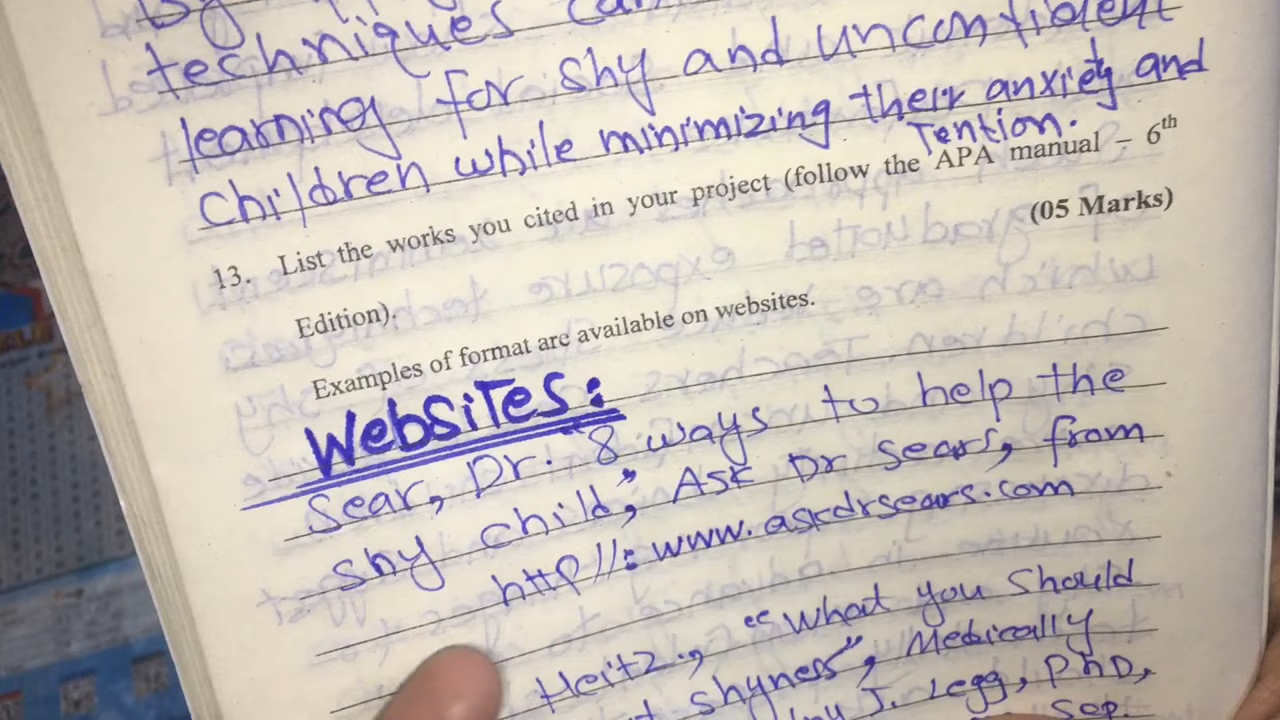 techniques
learning for shy and unconfident
children while minimizing their anxiety and
Tention.
13. List the works you cited in your project (follow the APA manual – 6th
(05 Marks)
Edition).
Examples of format are available on websites.
Websites:
Sear, Dr. "8 ways to help the
shy child", Ask Dr Sears, from
http//: www.askdrsears.com
Heitz., "What you Should
shyness", Medically
J. Legg, PhD,
Sep.